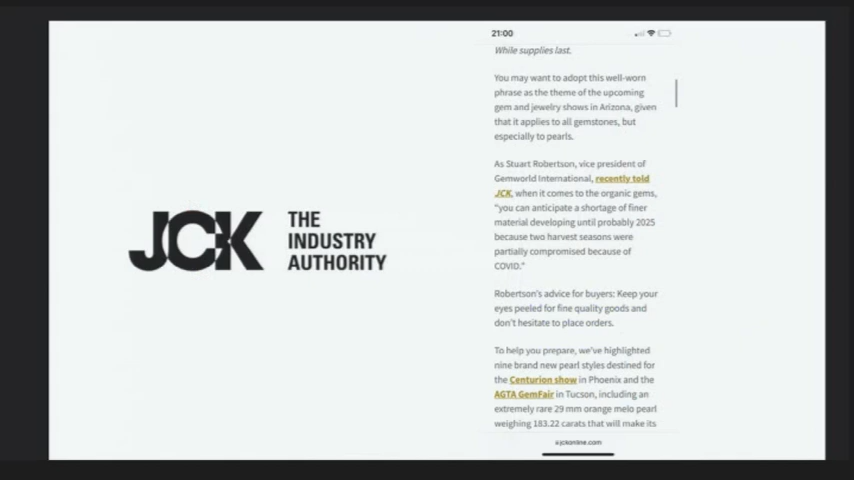 JCK
THE
INDUSTRY
AUTHORITY
21:00
While supplies last.
You may want to adopt this well-worn
phrase as the theme of the upcoming
gem and jewelry shows in Arizona, given
that it applies to all gemstones, but
especially to pearls.
As Stuart Robertson, vice president of
Gemworld International, recently told
JCK, when it comes to the organic gems,
“you can anticipate a shortage of finer
material developing until probably 2025
because two harvest seasons were
partially compromised because of
COVID.”
Robertson’s advice for buyers: Keep your
eyes peeled for fine quality goods and
don’t hesitate to place orders.
To help you prepare, we’ve highlighted
nine brand new pearl styles destined for
the Centurion show in Phoenix and the
AGTA GemFair in Tucson, including an
extremely rare 29 mm orange melo pearl
weighing 183.22 carats that will make its
jckonline.com